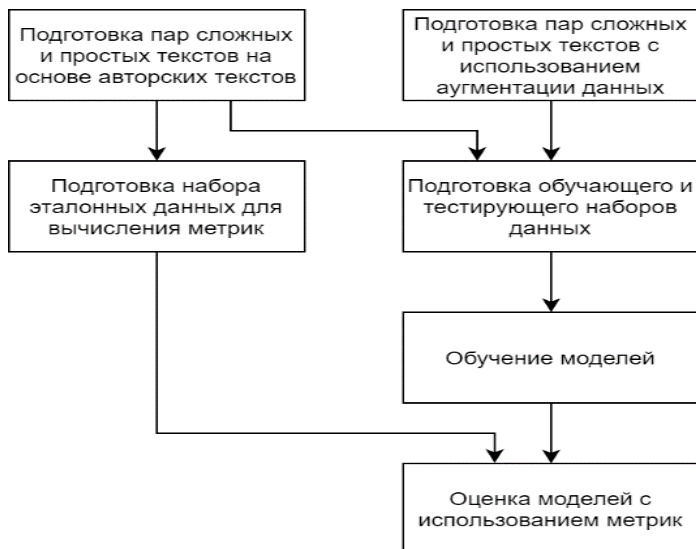 Подготовка пар сложных
и простых текстов на
основе авторских текстов
Подготовка пар сложных
и простых текстов с
использованием
аугментации данных
Подготовка набора
эталонных данных для
вычисления метрик
Подготовка обучающего и
тестирующего наборов
данных
Обучение моделей
Оценка моделей с
использованием метрик